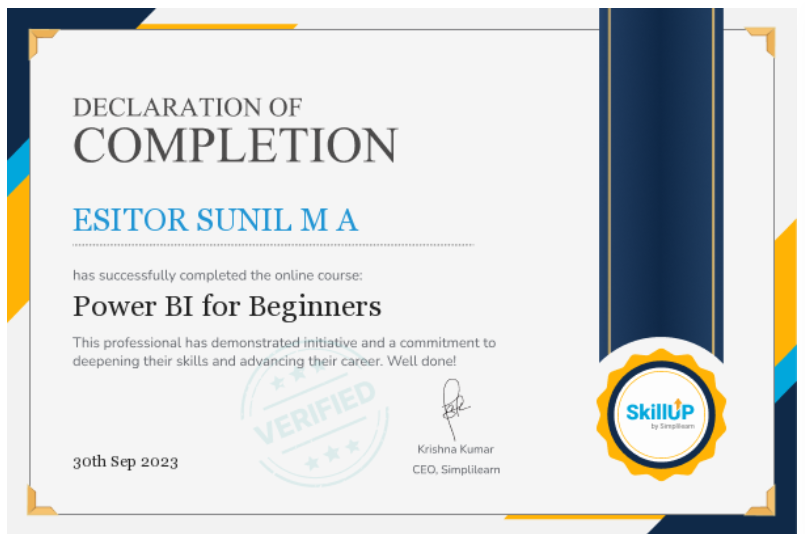 DECLARATION OF
COMPLETION
ESITOR SUNIL M A
has successfully completed the online course:
Power BI for Beginners
This professional has demonstrated initiative and a commitment to
deepening their skills and advancing their career. Well done!
VERIFIED
30th Sep 2023
Krishna Kumar
CEO, Simplilearn
SkillUP
by Simplilearn